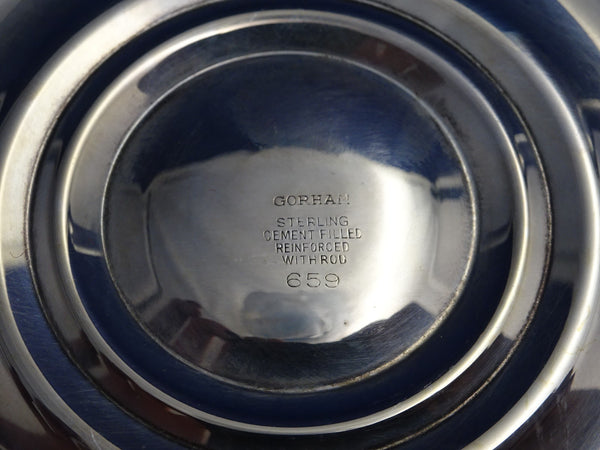 GORHAM
STERLING
CEMENT FILLED
REINFORCED
WITH ROD
659